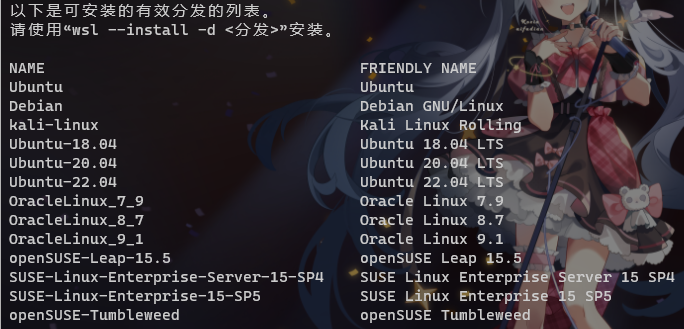 以下是可安装的有效分发的列表。
请使用“wsl --install -d <分发>”安装。
NAME FRIENDLY NAME
Ubuntu Ubuntu
Debian Debian GNU/Linux
kali-linux Kali Linux Rolling
Ubuntu-18.04 Ubuntu 18.04 LTS
Ubuntu-20.04 Ubuntu 20.04 LTS
Ubuntu-22.04 Ubuntu 22.04 LTS
OracleLinux_7_9 Oracle Linux 7.9
OracleLinux_8_7 Oracle Linux 8.7
OracleLinux_9_1 Oracle Linux 9.1
openSUSE-Leap-15.5 openSUSE Leap 15.5
SUSE-Linux-Enterprise-Server-15-SP4 SUSE Linux Enterprise Server 15 SP4
SUSE-Linux-Enterprise-15-SP5 SUSE Linux Enterprise 15 SP5
openSUSE-Tumbleweed openSUSE Tumbleweed